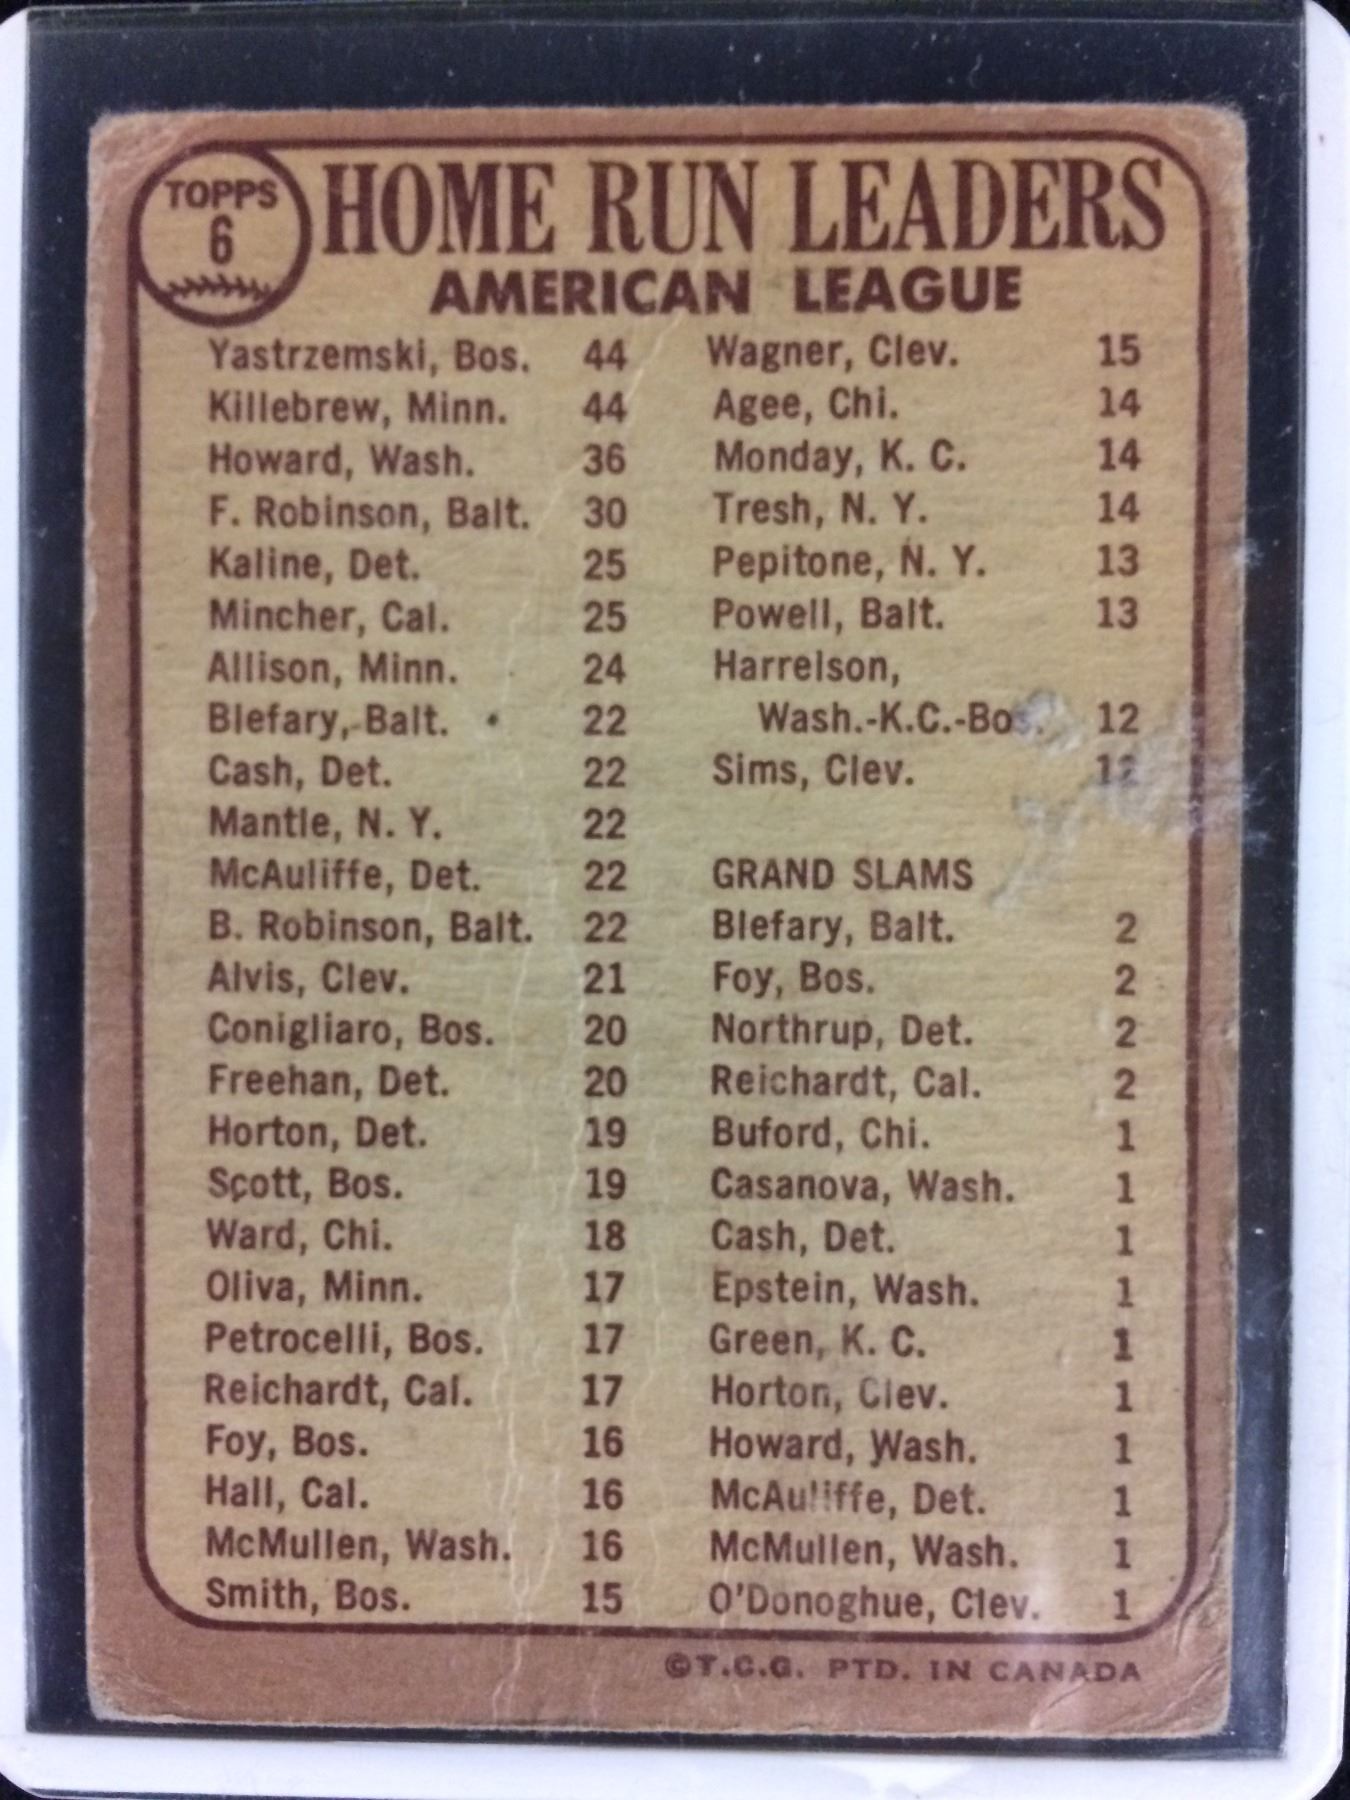 TOPPS
6
HOME RUN LEADERS
AMERICAN LEAGUE
Yastrzemski, Bos. 44
Killebrew, Minn. 44
Howard, Wash. 36
F. Robinson, Balt. 30
Kaline, Det. 25
Mincher, Cal. 25
Allison, Minn. 24
Blefary, Balt. 22
Cash, Det. 22
Mantle, N. Y. 22
McAuliffe, Det. 22
B. Robinson, Balt. 22
Alvis, Clev. 21
Conigliaro, Bos. 20
Freehan, Det. 20
Horton, Det. 19
Scott, Bos. 19
Ward, Chi. 18
Oliva, Minn. 17
Petrocelli, Bos. 17
Reichardt, Cal. 17
Foy, Bos. 16
Hall, Cal. 16
McMullen, Wash. 16
Smith, Bos. 15
Wagner, Clev. 15
Agee, Chi. 14
Monday, K. C. 14
Tresh, N. Y. 14
Pepitone, N. Y. 13
Powell, Balt. 13
Harrelson,
Wash.-K.C.-Bos. 12
Sims, Clev. 12
GRAND SLAMS
Blefary, Balt. 2
Foy, Bos. 2
Northrup, Det. 2
Reichardt, Cal. 2
Buford, Chi. 1
Casanova, Wash. 1
Cash, Det. 1
Epstein, Wash. 1
Green, K. C. 1
Horton, Clev. 1
Howard, Wash. 1
McAuliffe, Det. 1
McMullen, Wash. 1
O'Donoghue, Clev. 1
©T.C.G. PTD. IN CANADA